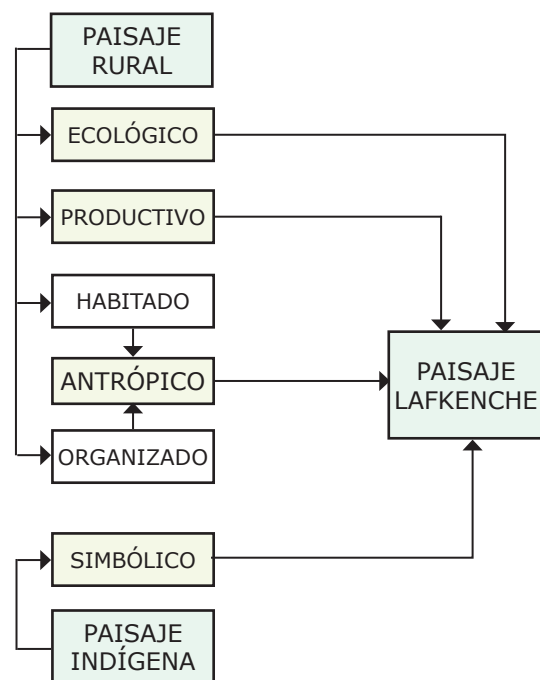 PAISAJE
RURAL
ECOLÓGICO
PRODUCTIVO
HABITADO
ANTRÓPICO
ORGANIZADO
PAISAJE
LAFKENCHE
SIMBÓLICO
PAISAJE
INDÍGENA